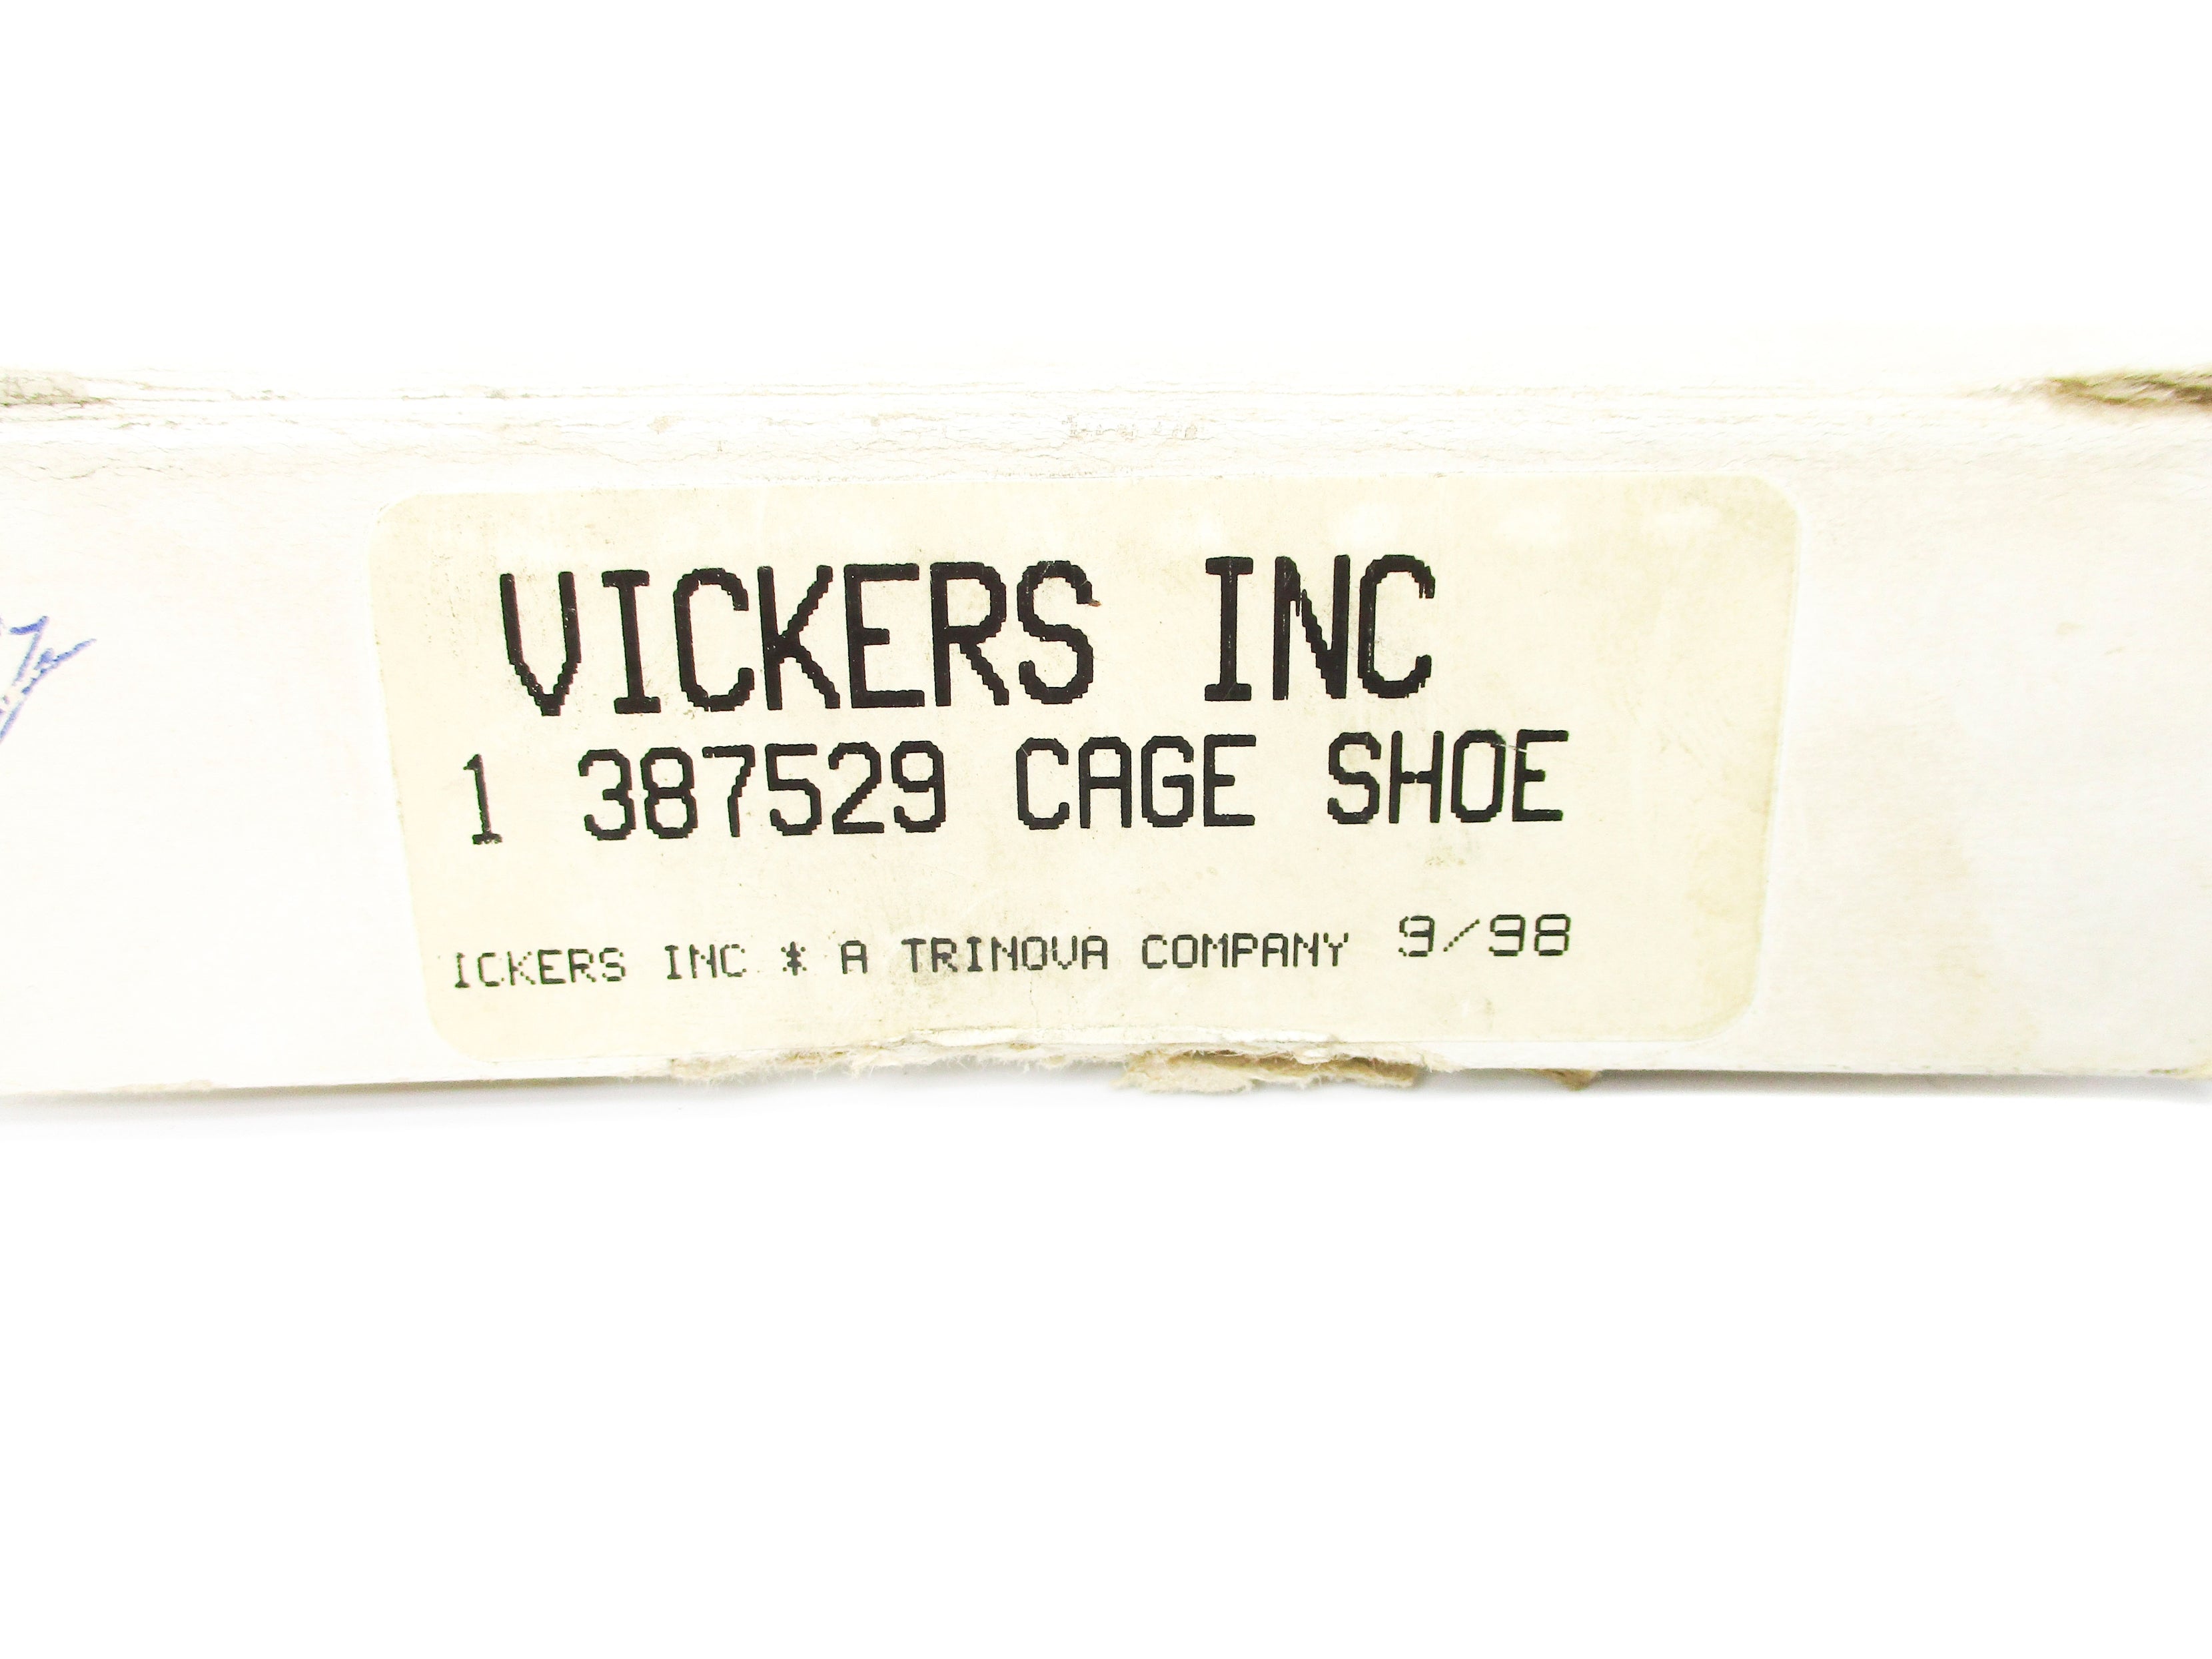 VICKERS INC
1 387529 CAGE SHOE
ICKERS INC * A TRINOVA COMPANY 9/98